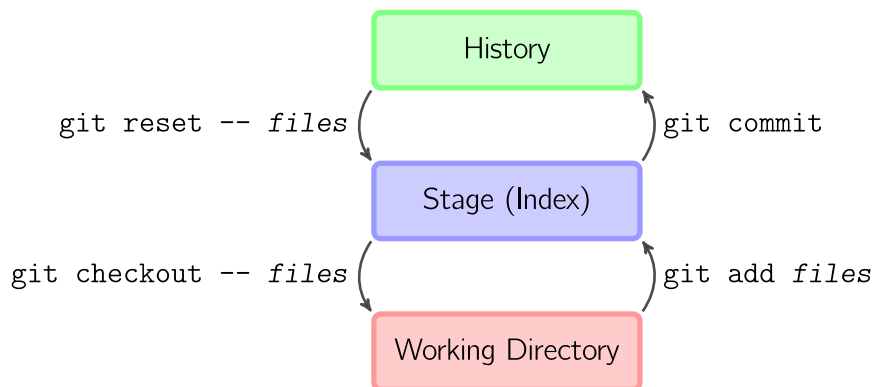 History
git reset -- files
git commit
Stage (Index)
git checkout -- files
git add files
Working Directory